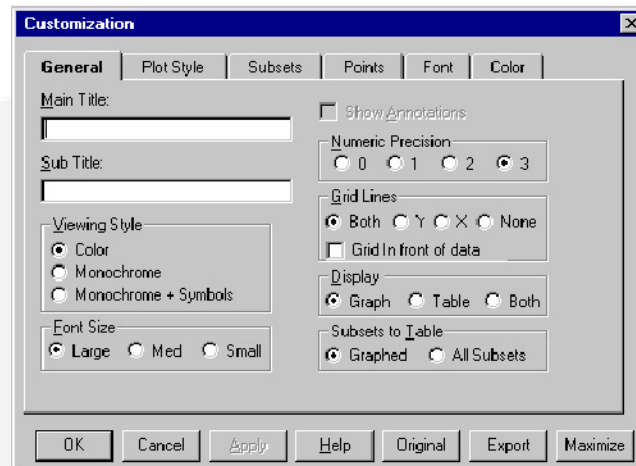 Customization
General Plot Style Subsets Points Font Color
Main Title:
Sub Title:
Viewing Style
Color
Monochrome
Monochrome + Symbols
Font Size
Large Med Small
Show Annotations
Numeric Precision
0 1 2 3
Grid Lines
Both Y X None
Grid In front of data
Display
Graph Table Both
Subsets to Table
Graphed All Subsets
OK Cancel Apply Help Original Export Maximize